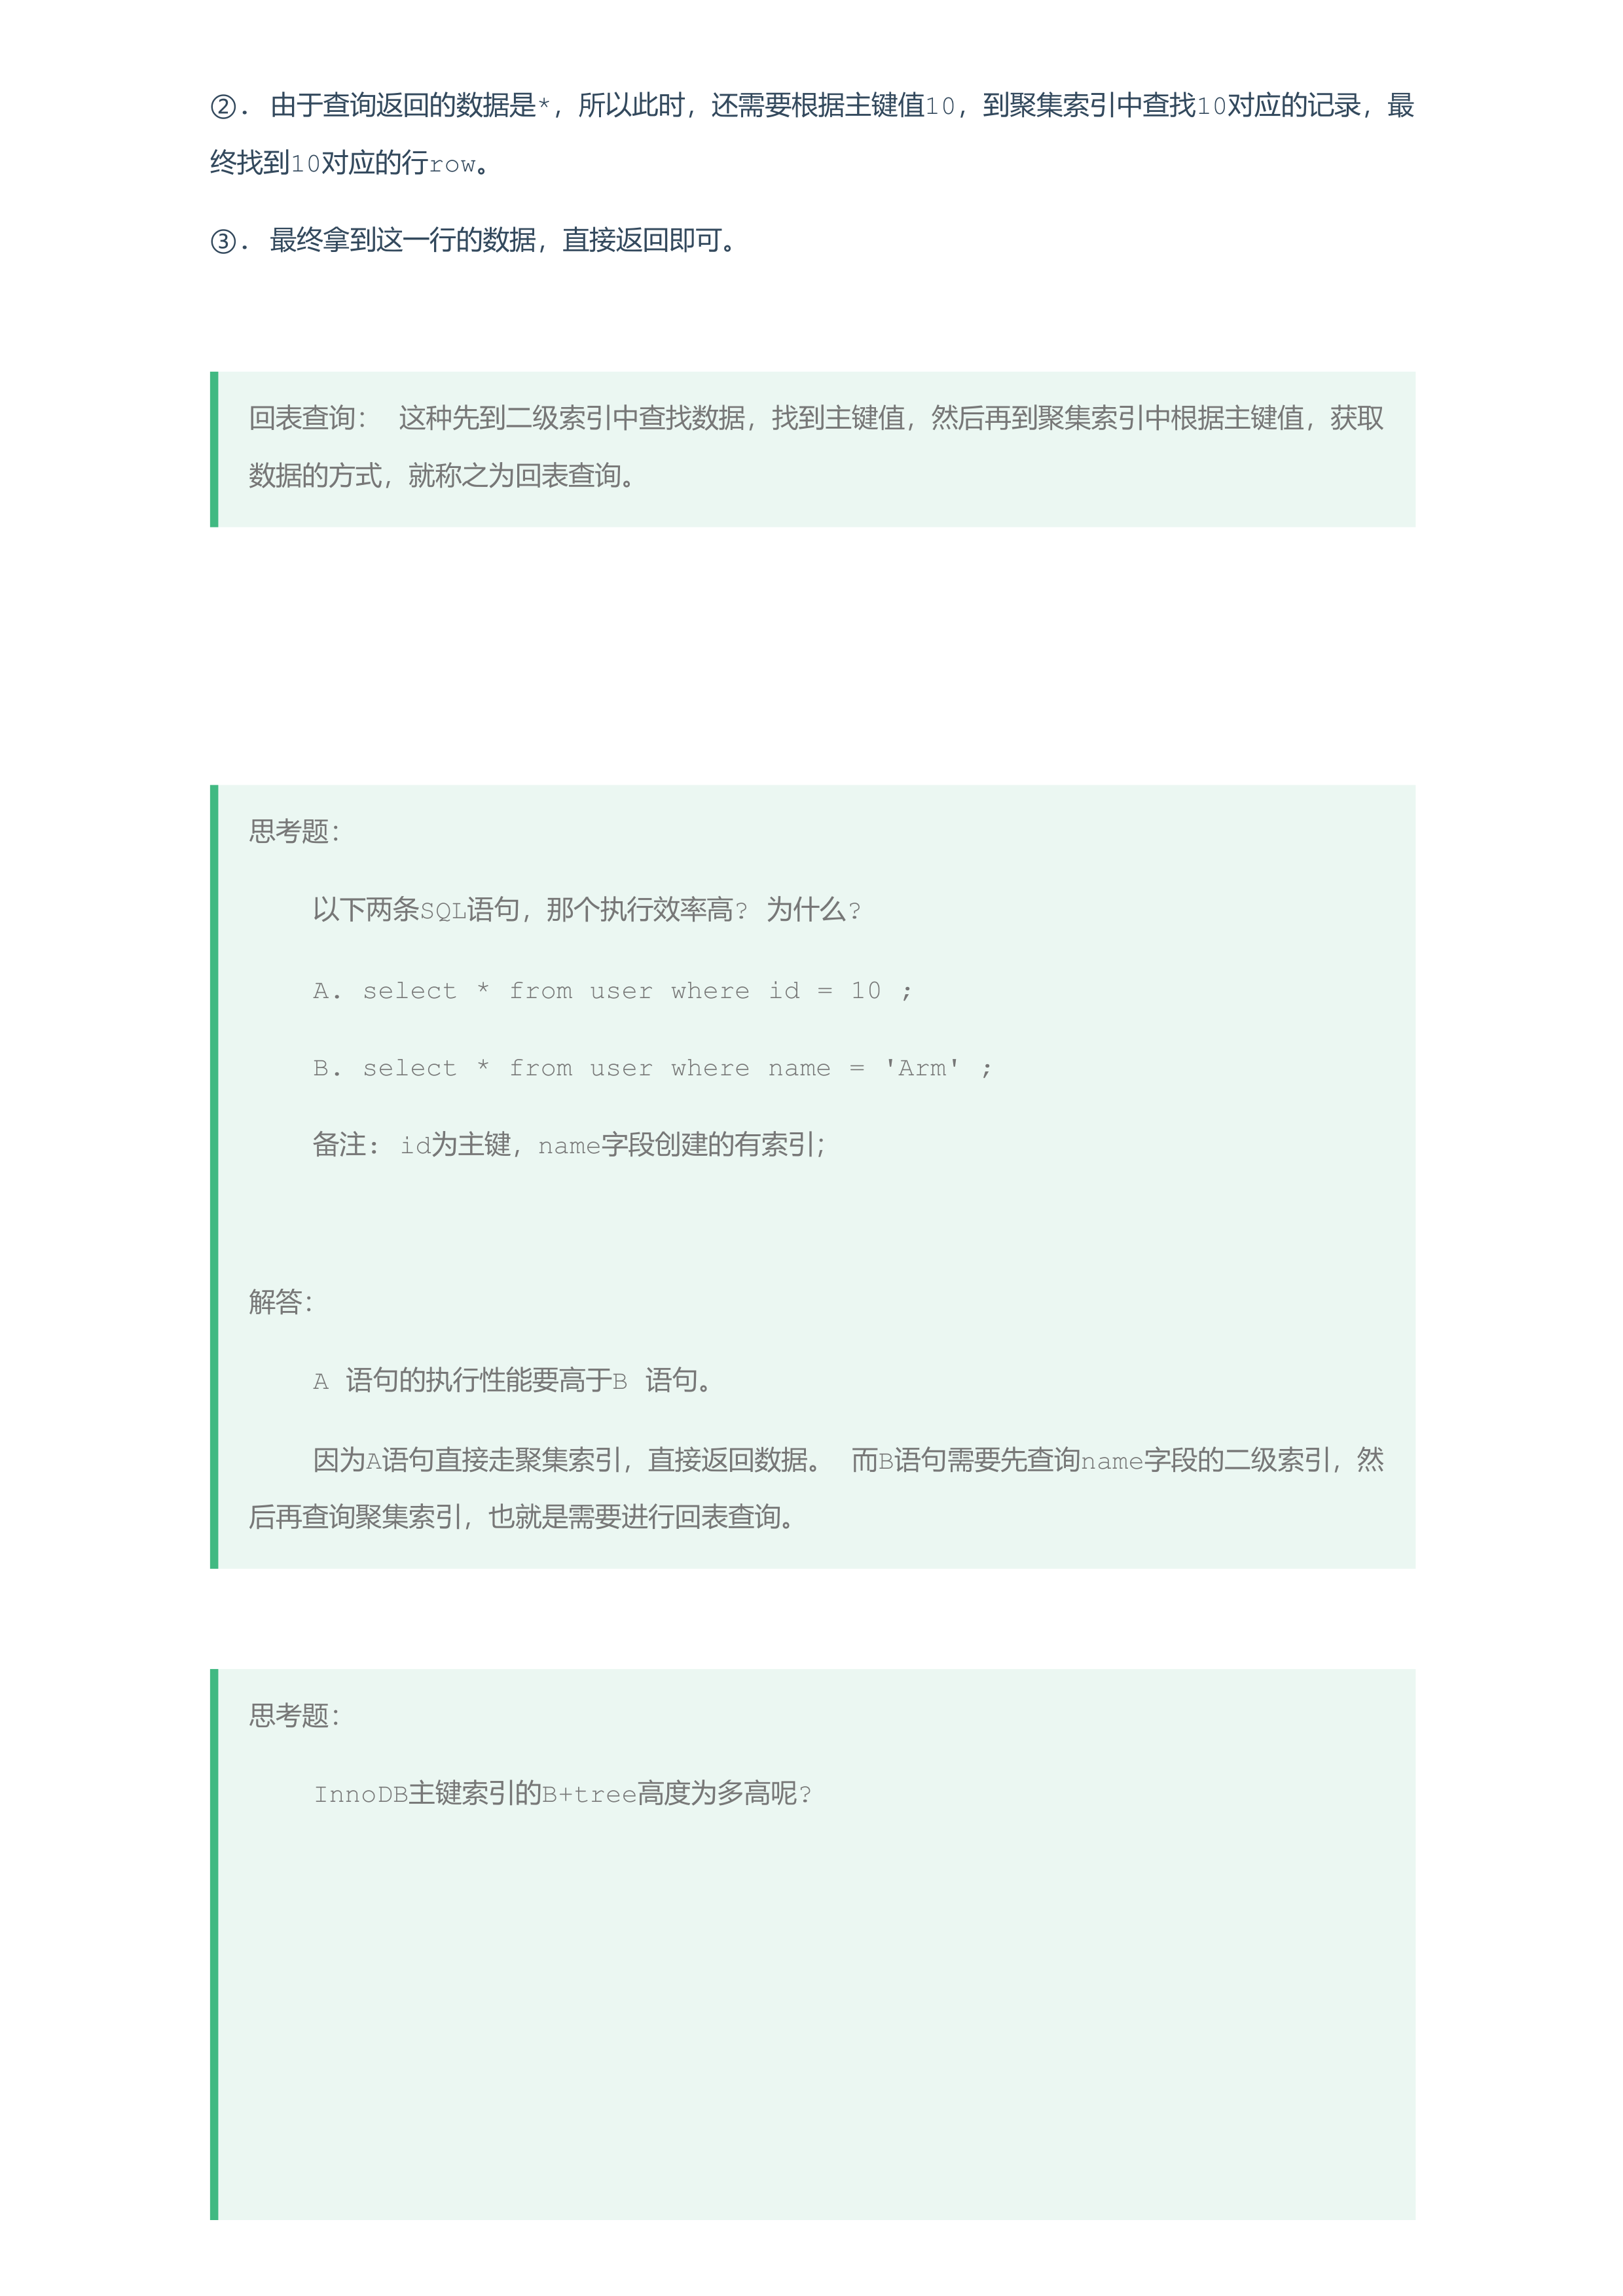 ②. 由于查询返回的数据是*，所以此时，还需要根据主键值10，到聚集索引中查找10对应的记录，最
终找到10对应的行row。
③. 最终拿到这一行的数据，直接返回即可。
回表查询： 这种先到二级索引中查找数据，找到主键值，然后再到聚集索引中根据主键值，获取
数据的方式，就称之为回表查询。
思考题：
以下两条SQL语句，那个执行效率高? 为什么?
A. select * from user where id = 10 ;
B. select * from user where name = 'Arm' ;
备注: id为主键，name字段创建的有索引；
解答：
A 语句的执行性能要高于B 语句。
因为A语句直接走聚集索引，直接返回数据。 而B语句需要先查询name字段的二级索引，然
后再查询聚集索引，也就是需要进行回表查询。
思考题：
InnoDB主键索引的B+tree高度为多高呢?